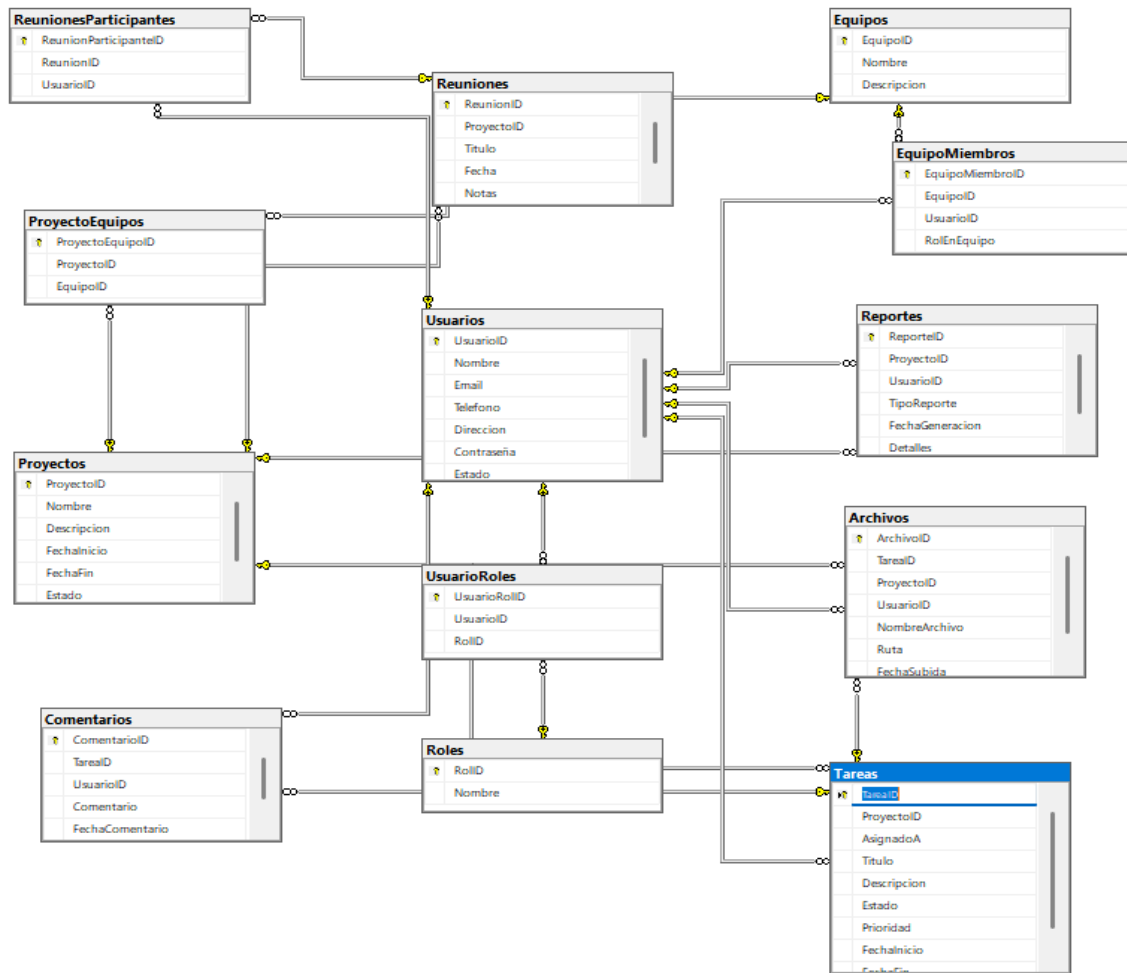 ReunionesParticipantes
ReunionParticipanteID
ReunionID
UsuarioID
Equipos
EquipoID
Nombre
Descripcion
Reuniones
ReunionID
ProyectoID
Titulo
Fecha
Notas
EquipoMiembros
EquipoMiembroID
EquipoID
UsuarioID
RolEnEquipo
ProyectoEquipos
ProyectoEquipoID
ProyectoID
EquipoID
Usuarios
UsuarioID
Nombre
Email
Telefono
Direccion
Contraseña
Estado
Reportes
ReporteID
ProyectoID
UsuarioID
TipoReporte
FechaGeneracion
Detalles
Proyectos
ProyectoID
Nombre
Descripcion
FechaInicio
FechaFin
Estado
Archivos
ArchivoID
TareaID
ProyectoID
UsuarioID
NombreArchivo
Ruta
FechaSubida
UsuarioRoles
UsuarioRolID
UsuarioID
RolID
Comentarios
ComentarioID
TareaID
UsuarioID
Comentario
FechaComentario
Roles
RolID
Nombre
Tareas
TareaID
ProyectoID
AsignadoA
Titulo
Descripcion
Estado
Prioridad
FechaInicio
FechaFin